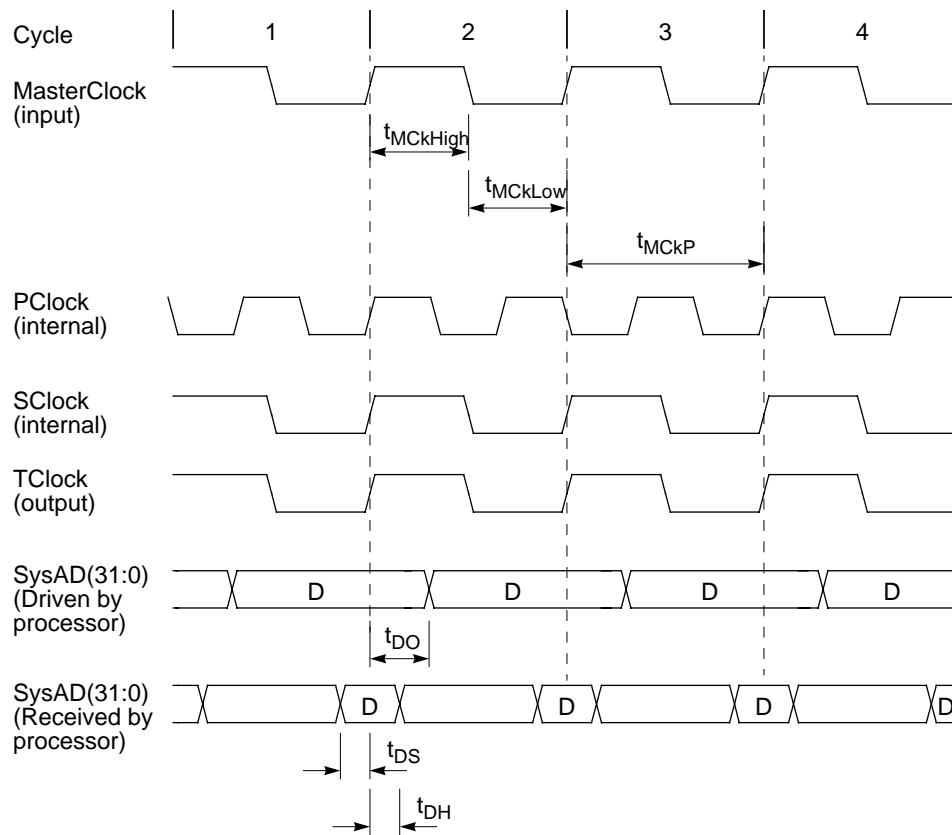 Cycle 1 2 3 4
MasterClock
(input)
tMCkHigh
tMCkLow
tMCkP
PClock
(internal)
SClock
(internal)
TClock
(output)
SysAD(31:0)
(Driven by
processor)
D D D D
tDO
SysAD(31:0)
(Received by
processor)
D D D D
tDS
tDH